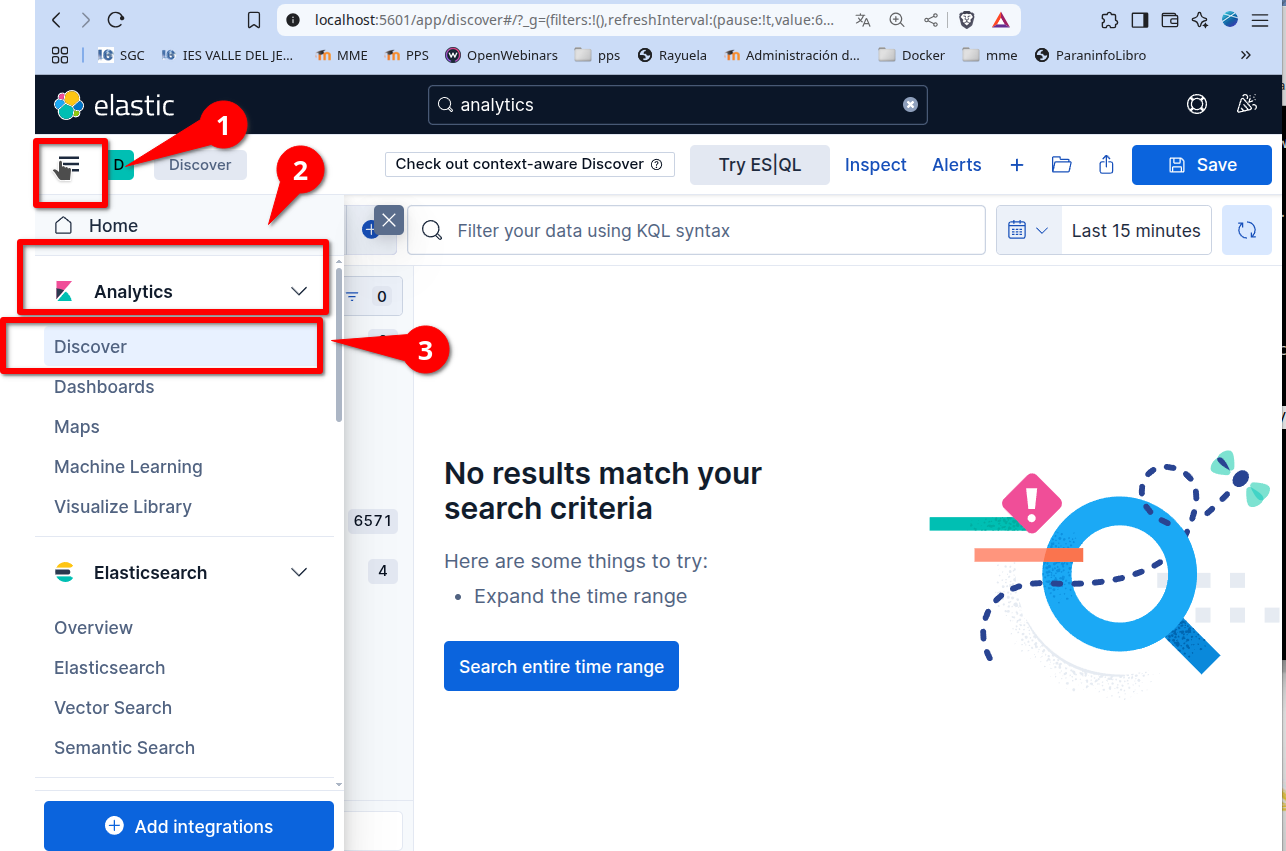 localhost:5601/app/discover#/?_g=(filters:!(),refreshInterval:(pause:!t,value:6...
SGC
IES VALLE DEL JE...
MME
PPS
OpenWebinars
pps
Rayuela
Administración d...
Docker
mme
ParaninfoLibro
»
elastic
analytics
1
D
Discover
Check out context-aware Discover
Try ES|QL
Inspect
Alerts
Save
2
Home
Filter your data using KQL syntax
Last 15 minutes
Analytics
0
Discover
3
Dashboards
Maps
Machine Learning
Visualize Library
No results match your
search criteria
6571
Here are some things to try:
4
• Expand the time range
Elasticsearch
Overview
Search entire time range
Elasticsearch
Vector Search
Semantic Search
Add integrations